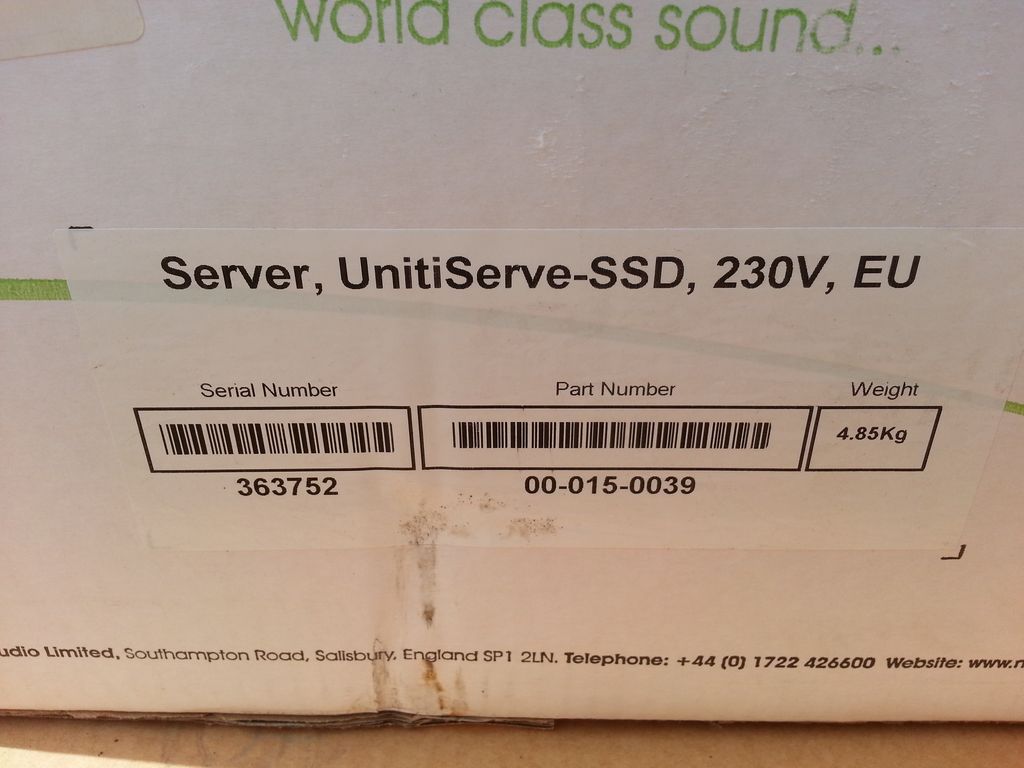 world class sound...
Server, UnitiServe-SSD, 230V, EU
Serial Number Part Number Weight
4.85Kg
363752 00-015-0039
udio Limited, Southampton Road, Salisbury, England SP1 2LN. Telephone: +44 (0) 1722 426600 Website: www.n